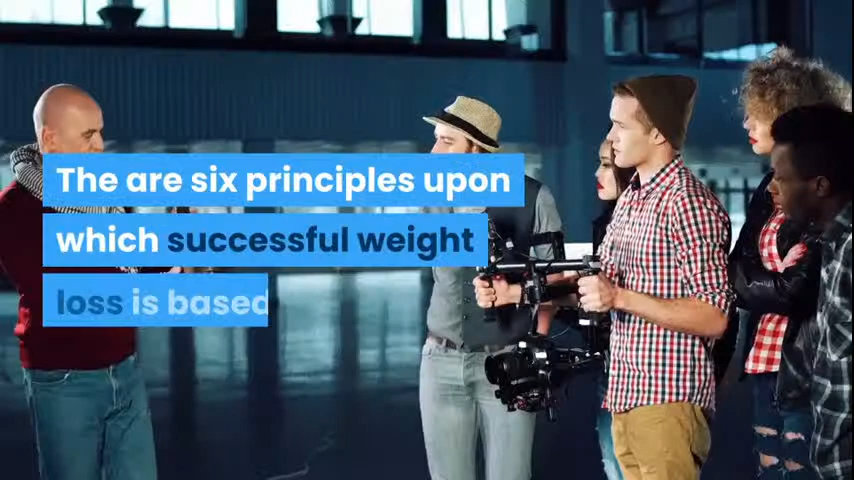 The are six principles upon
which successful weight
loss is based